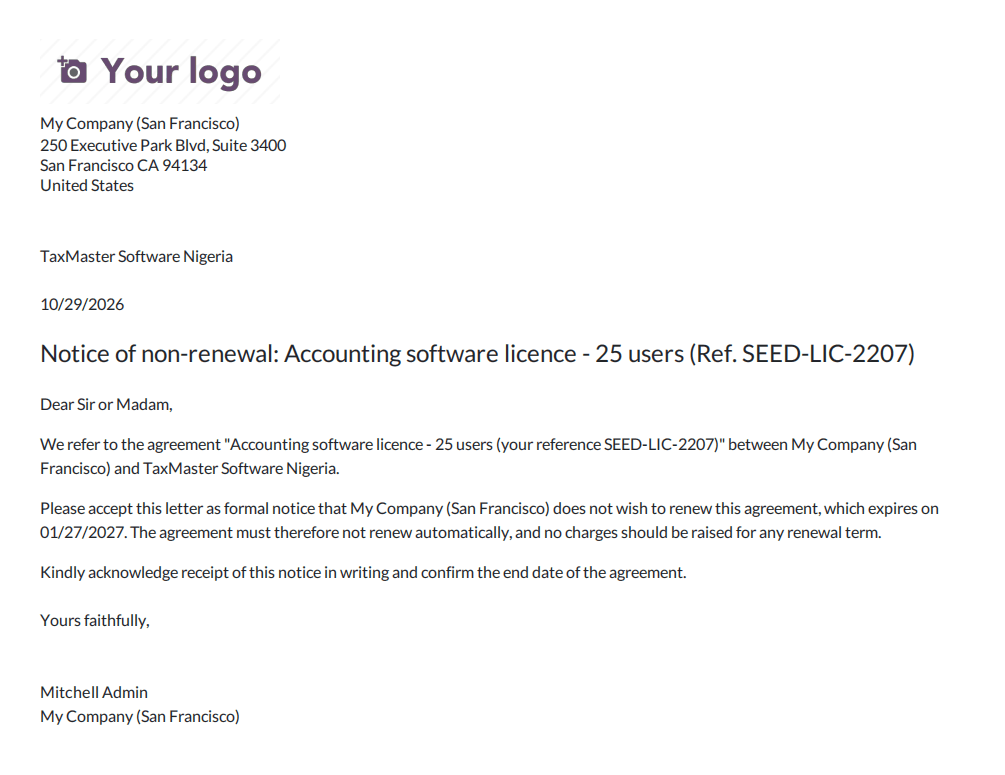 Your logo
My Company (San Francisco)
250 Executive Park Blvd, Suite 3400
San Francisco CA 94134
United States
TaxMaster Software Nigeria
10/29/2026
Notice of non-renewal: Accounting software licence - 25 users (Ref. SEED-LIC-2207)
Dear Sir or Madam,
We refer to the agreement "Accounting software licence - 25 users (your reference SEED-LIC-2207)" between My Company (San
Francisco) and TaxMaster Software Nigeria.
Please accept this letter as formal notice that My Company (San Francisco) does not wish to renew this agreement, which expires on
01/27/2027. The agreement must therefore not renew automatically, and no charges should be raised for any renewal term.
Kindly acknowledge receipt of this notice in writing and confirm the end date of the agreement.
Yours faithfully,
Mitchell Admin
My Company (San Francisco)